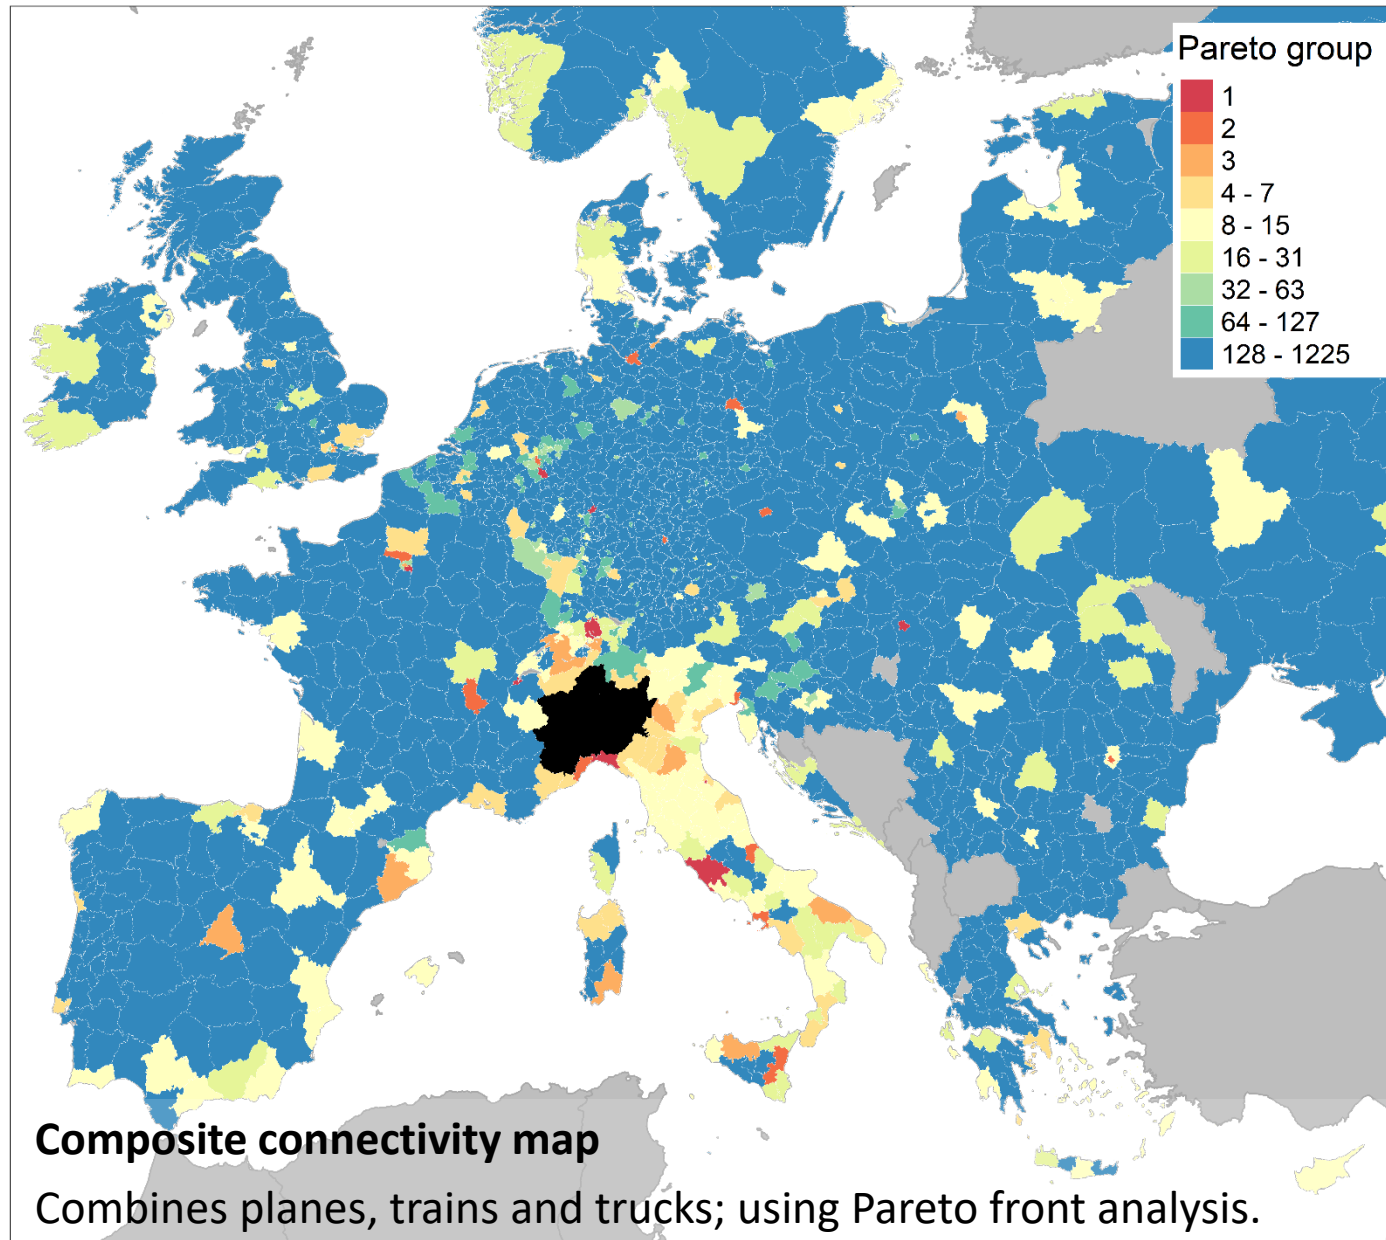 Pareto group
1
2
3
4 - 7
8 - 15
16 - 31
32 - 63
64 - 127
128 - 1225
Composite connectivity map
Combines planes, trains and trucks; using Pareto front analysis.